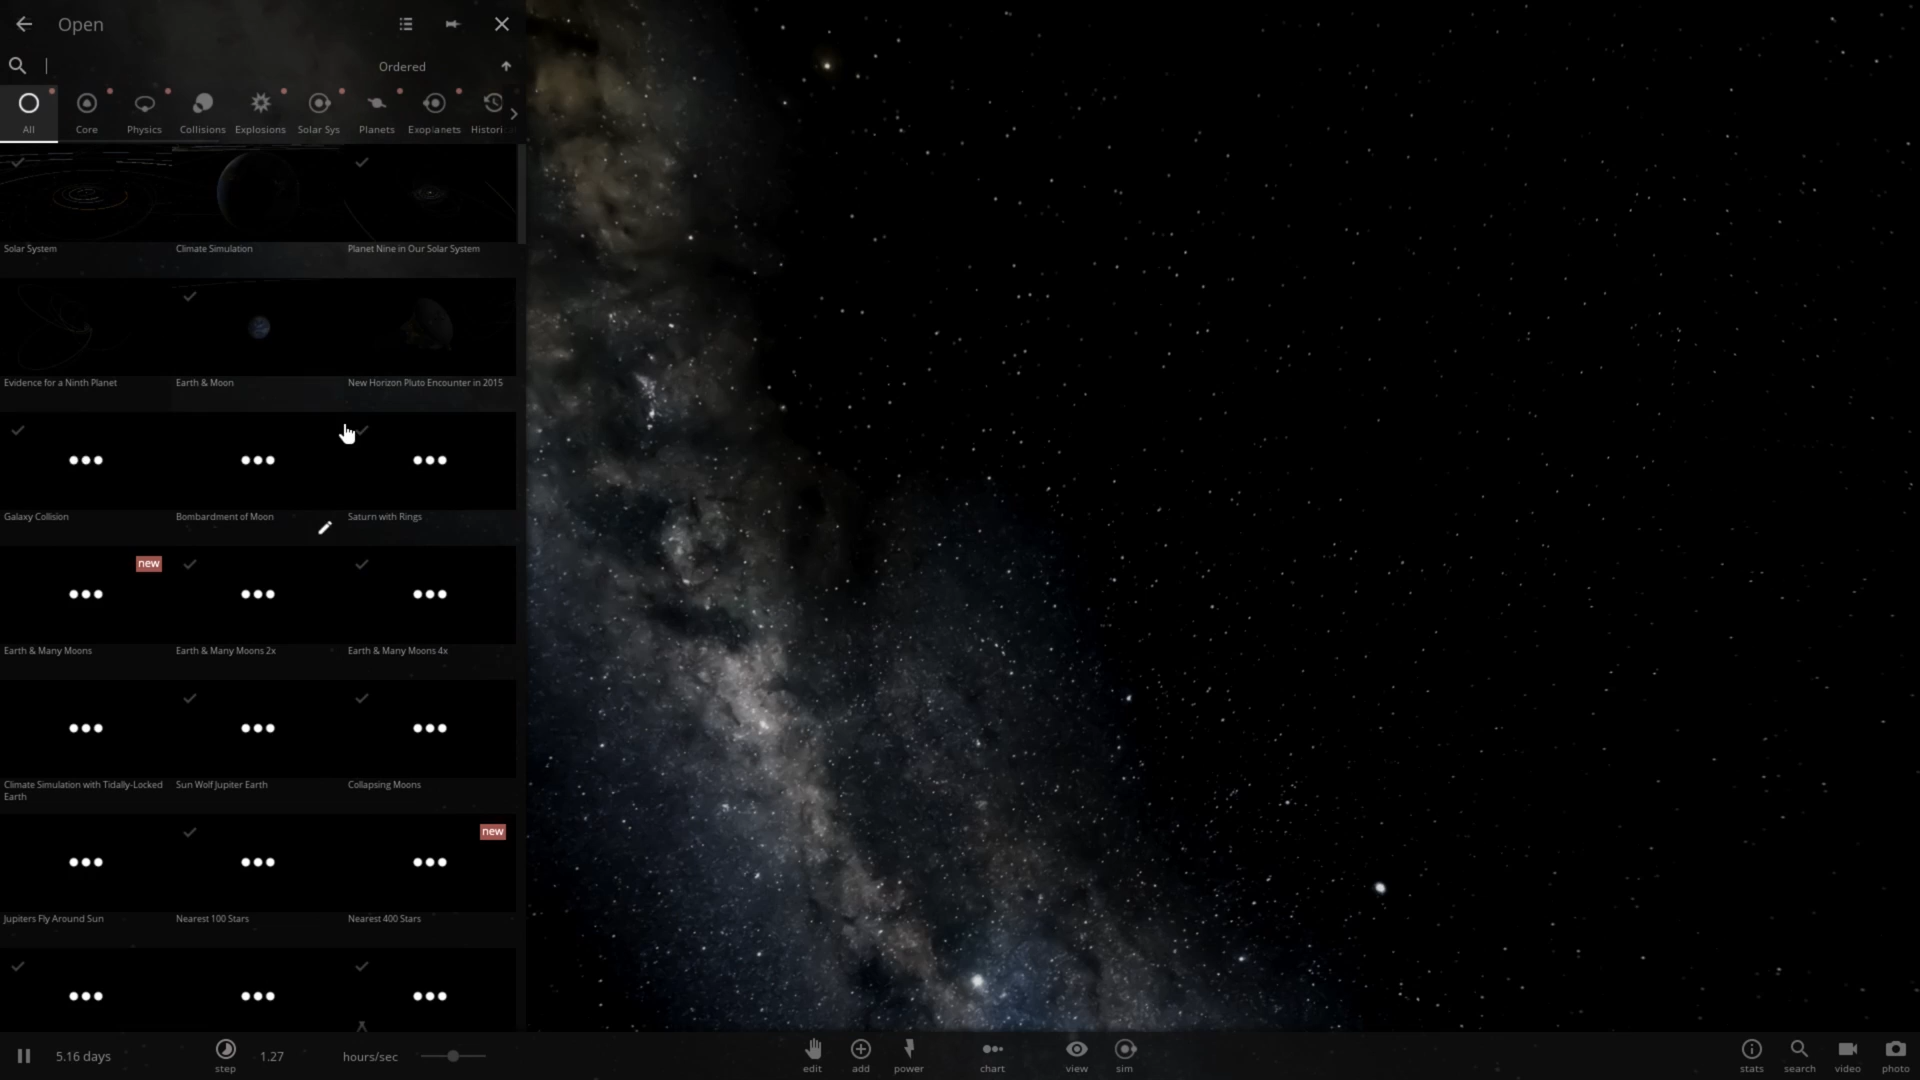 Open
Ordered
All
Core
Physics
Collisions
Explosions
Solar Sys
Planets
Exoplanets
Histori
Solar System
Climate Simulation
Planet Nine in Our Solar System
Evidence for a Ninth Planet
Earth & Moon
New Horizon Pluto Encounter in 2015
Galaxy Collision
Bombardment of Moon
Saturn with Rings
new
Earth & Many Moons
Earth & Many Moons 2x
Earth & Many Moons 4x
Climate Simulation with Tidally-Locked
Earth
Sun Wolf Jupiter Earth
Collapsing Moons
new
Jupiters Fly Around Sun
Nearest 100 Stars
Nearest 400 Stars
5.16 days
step
1.27
hours/sec
edit
add
power
chart
view
sim
stats
search
video
photo